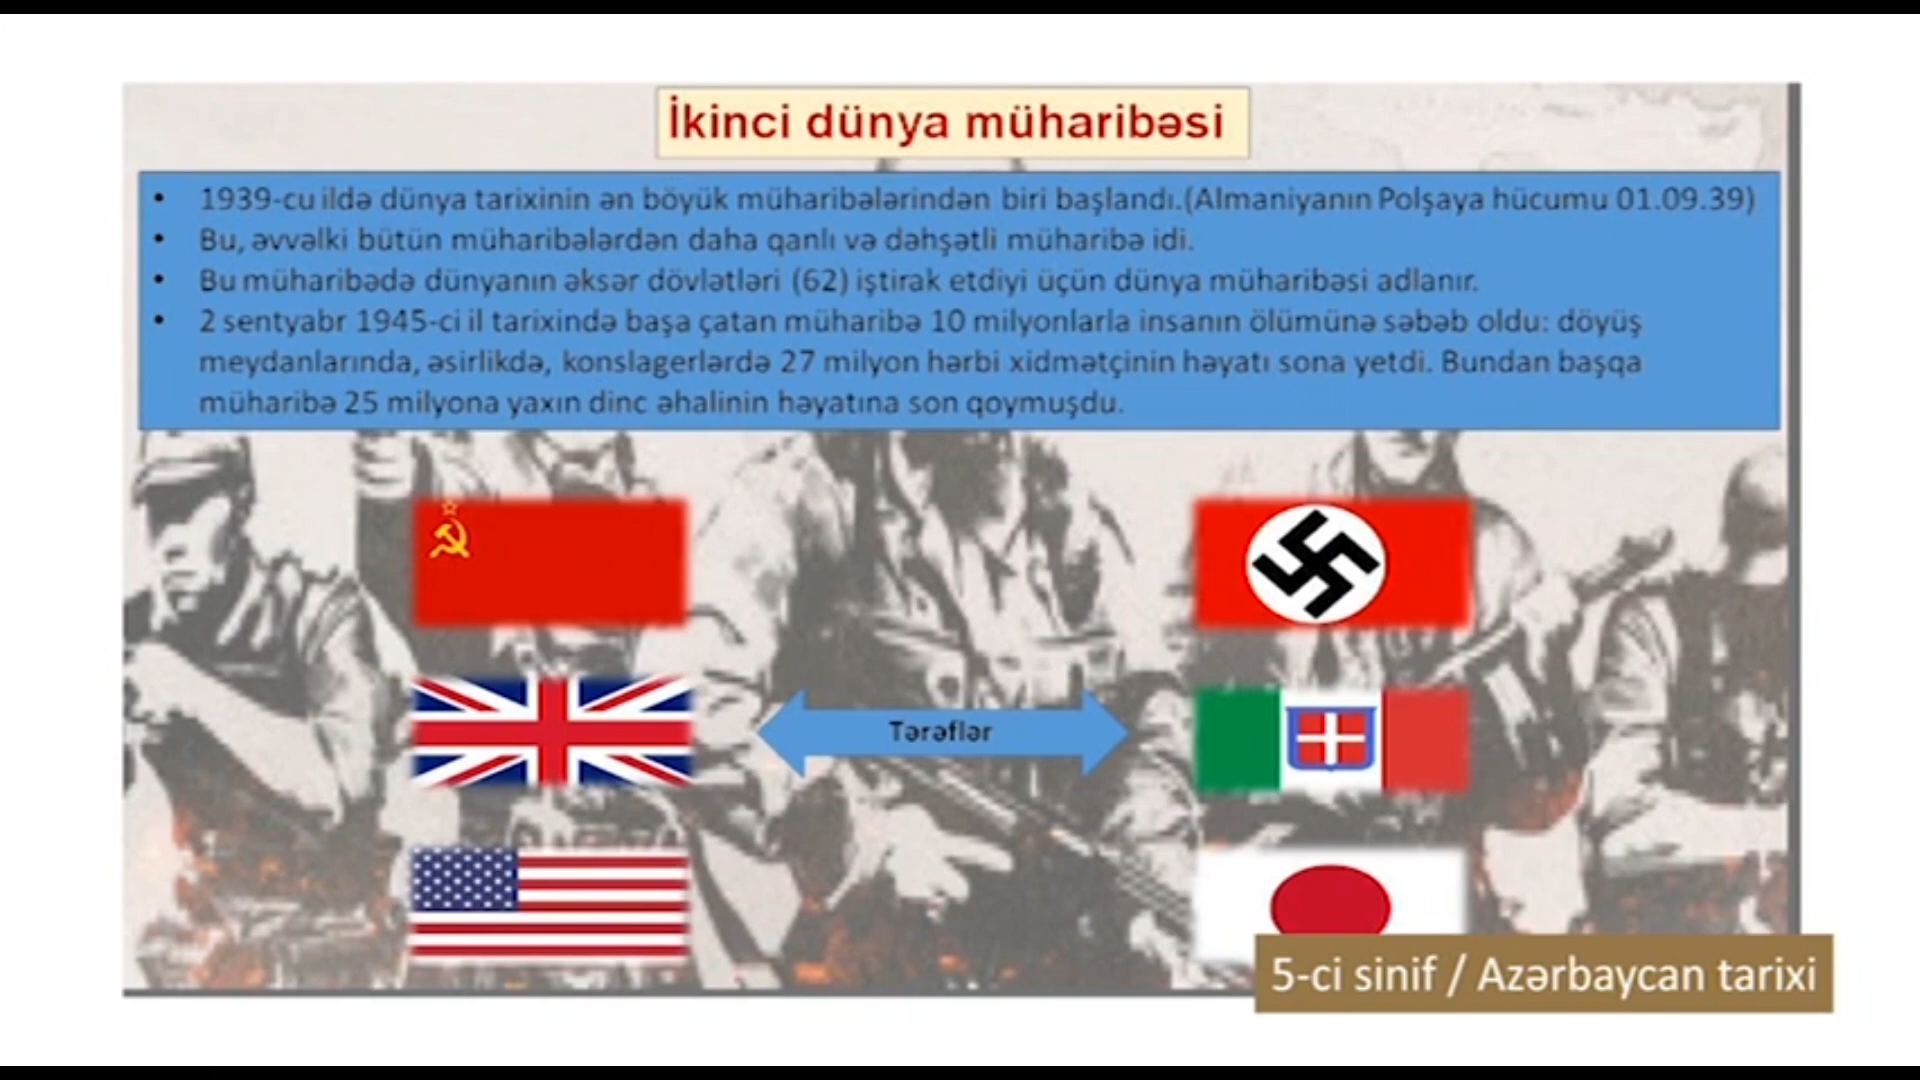 İkinci dünya müharibəsi
• 1939-cu ildə dünya tarixinin ən böyük müharibələrindən biri başlandı.(Almaniyanın Polşaya hücumu 01.09.39)
• Bu, əvvəlki bütün müharibələrdən daha qanlı və dəhşətli müharibə idi.
• Bu müharibədə dünyanın əksər dövlətləri (62) iştirak etdiyi üçün dünya müharibəsi adlanır.
• 2 sentyabr 1945-ci il tarixində başa çatan müharibə 10 milyonlarla insanın ölümünə səbəb oldu: döyüş
meydanlarında, əsirlikdə, konslagerlərdə 27 milyon hərbi xidmətçinin həyatı sona yetdi. Bundan başqa
müharibə 25 milyona yaxın dinc əhalinin həyatına son qoymuşdu.
Tərəflər
5-ci sinif / Azərbaycan tarixi